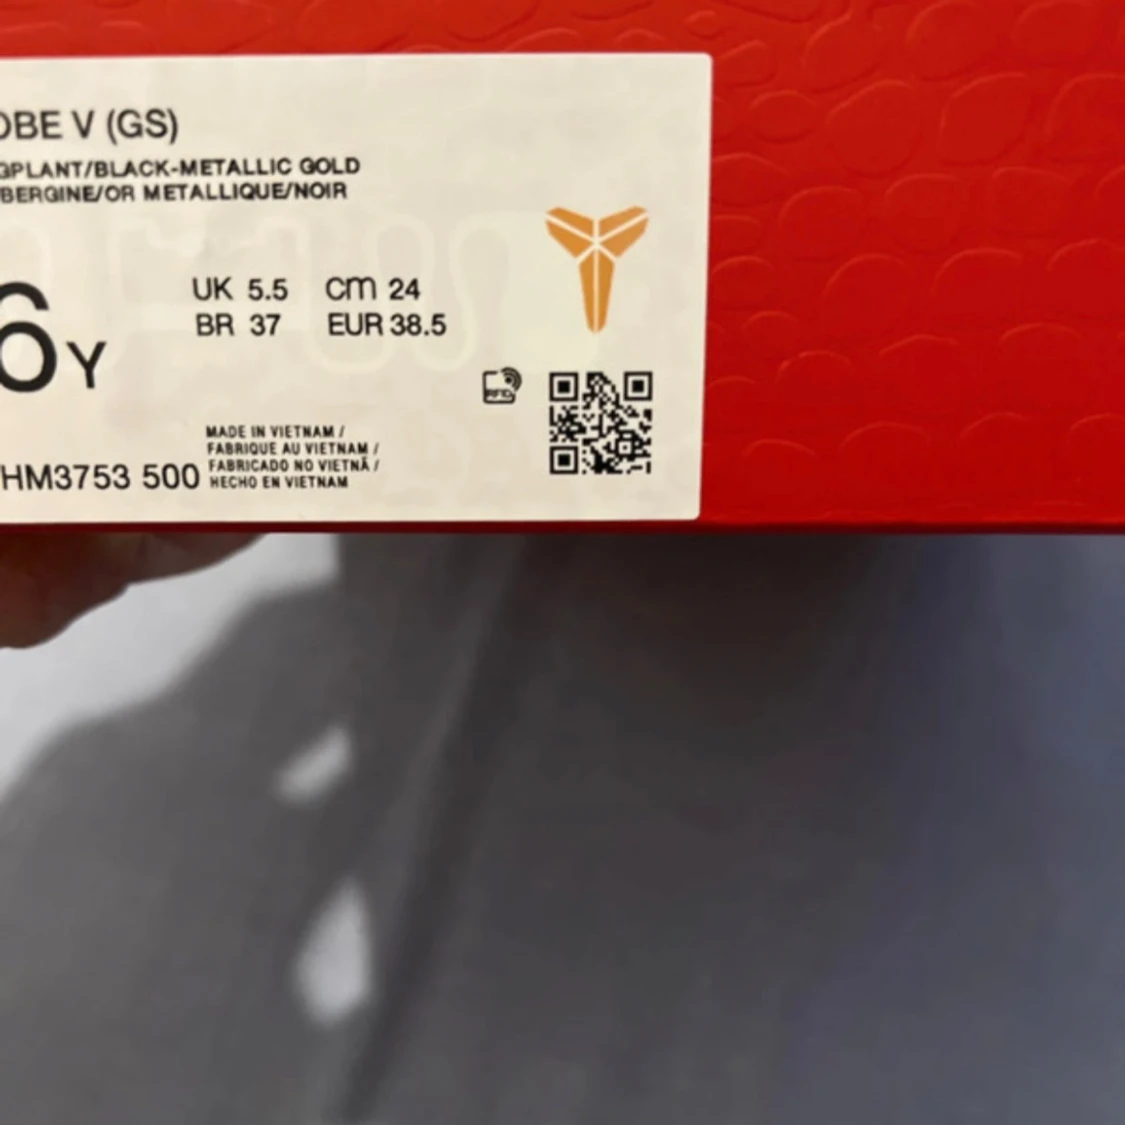 OBE V (GS)
GPLANT/BLACK-METALLIC GOLD
BERGINE/OR METALLIQUE/NOIR
6Y
UK 5.5 cm 24
BR 37 EUR 38.5
RFID
HM3753 500
MADE IN VIETNAM /
FABRIQUE AU VIETNAM /
FABRICADO NO VIETNÃ /
HECHO EN VIETNAM